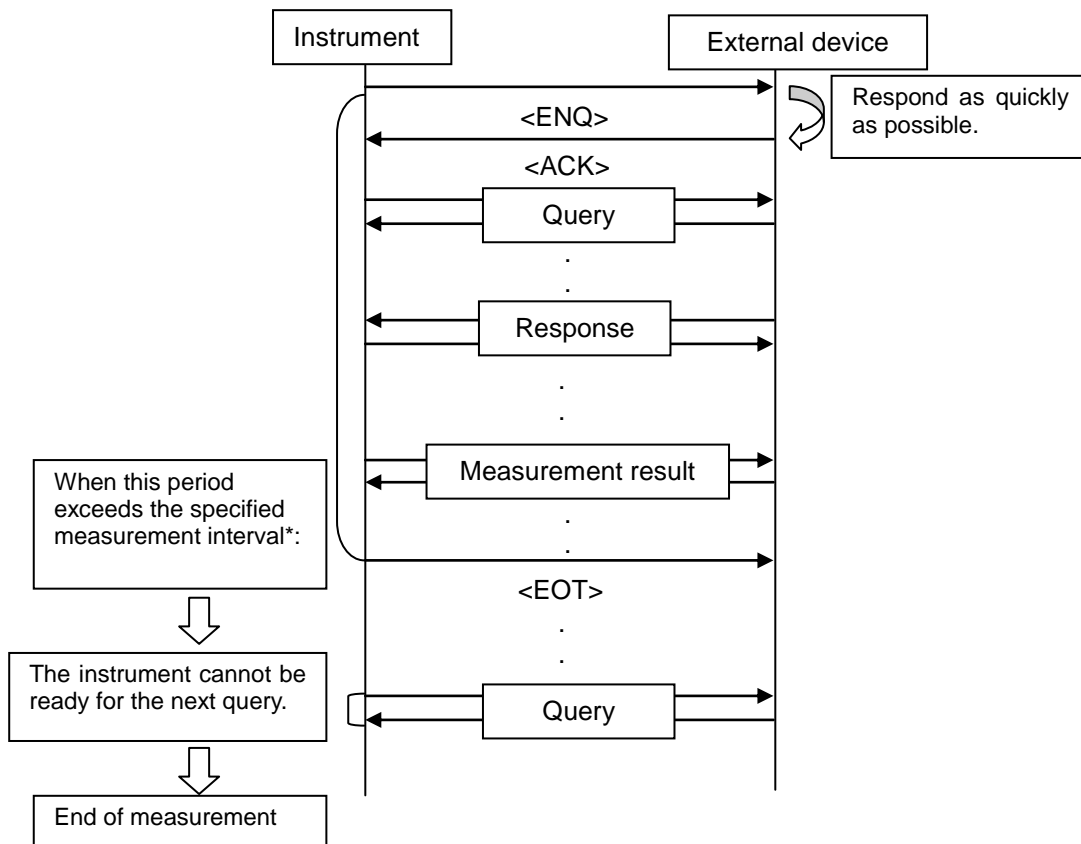 Instrument
External device
Respond as quickly
as possible.
<ENQ>
<ACK>
Query
.
.
Response
.
.
Measurement result
When this period
exceeds the specified
measurement interval*:
.
.
<EOT>
.
.
The instrument cannot be
ready for the next query.
Query
End of measurement